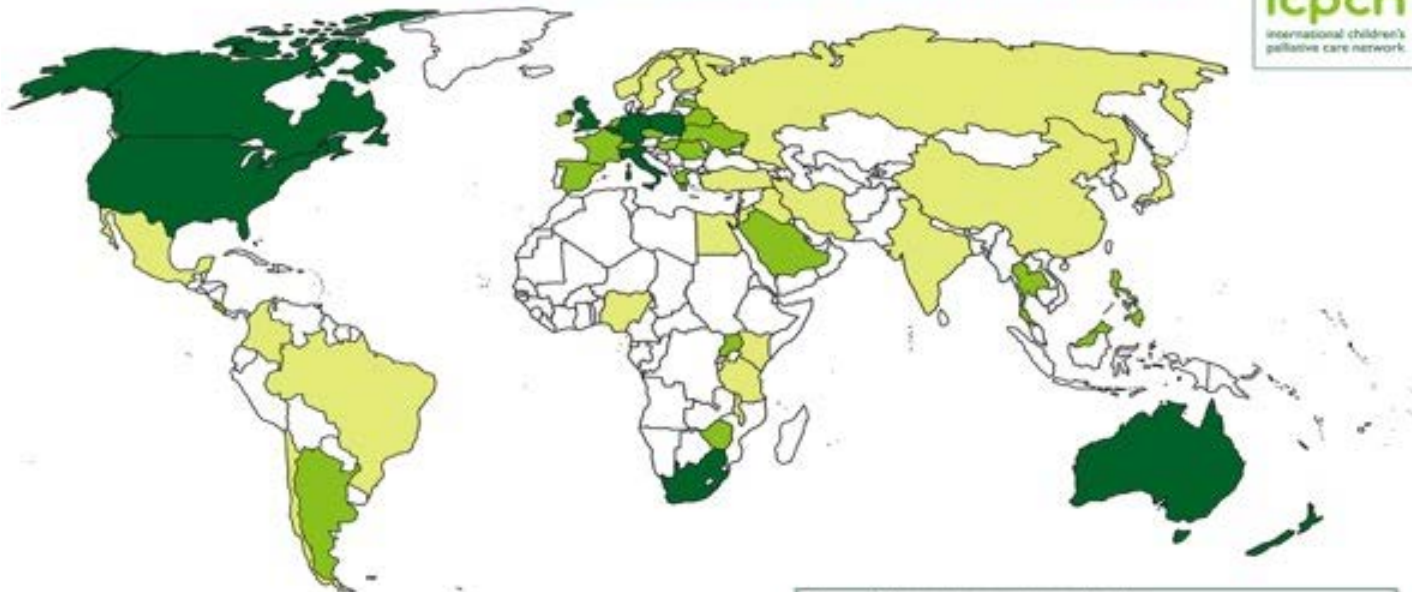 icpcn
international children's
palliative care network